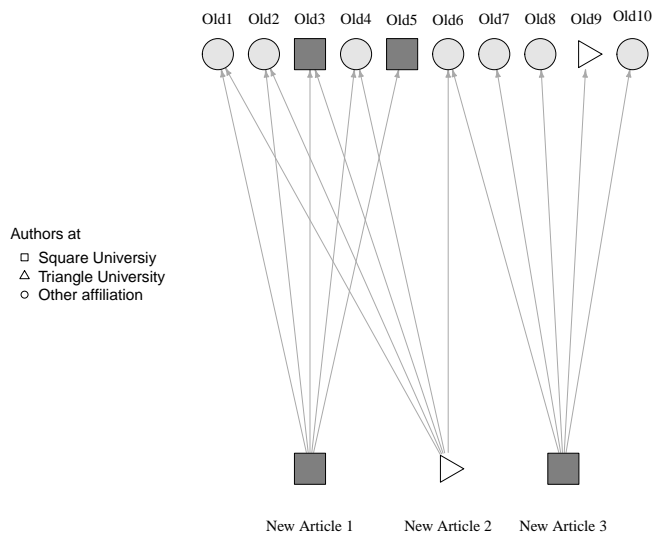 Old1 Old2 Old3 Old4 Old5 Old6 Old7 Old8 Old9 Old10
Authors at
Square Universiy
Triangle University
Other affiliation
New Article 1 New Article 2 New Article 3